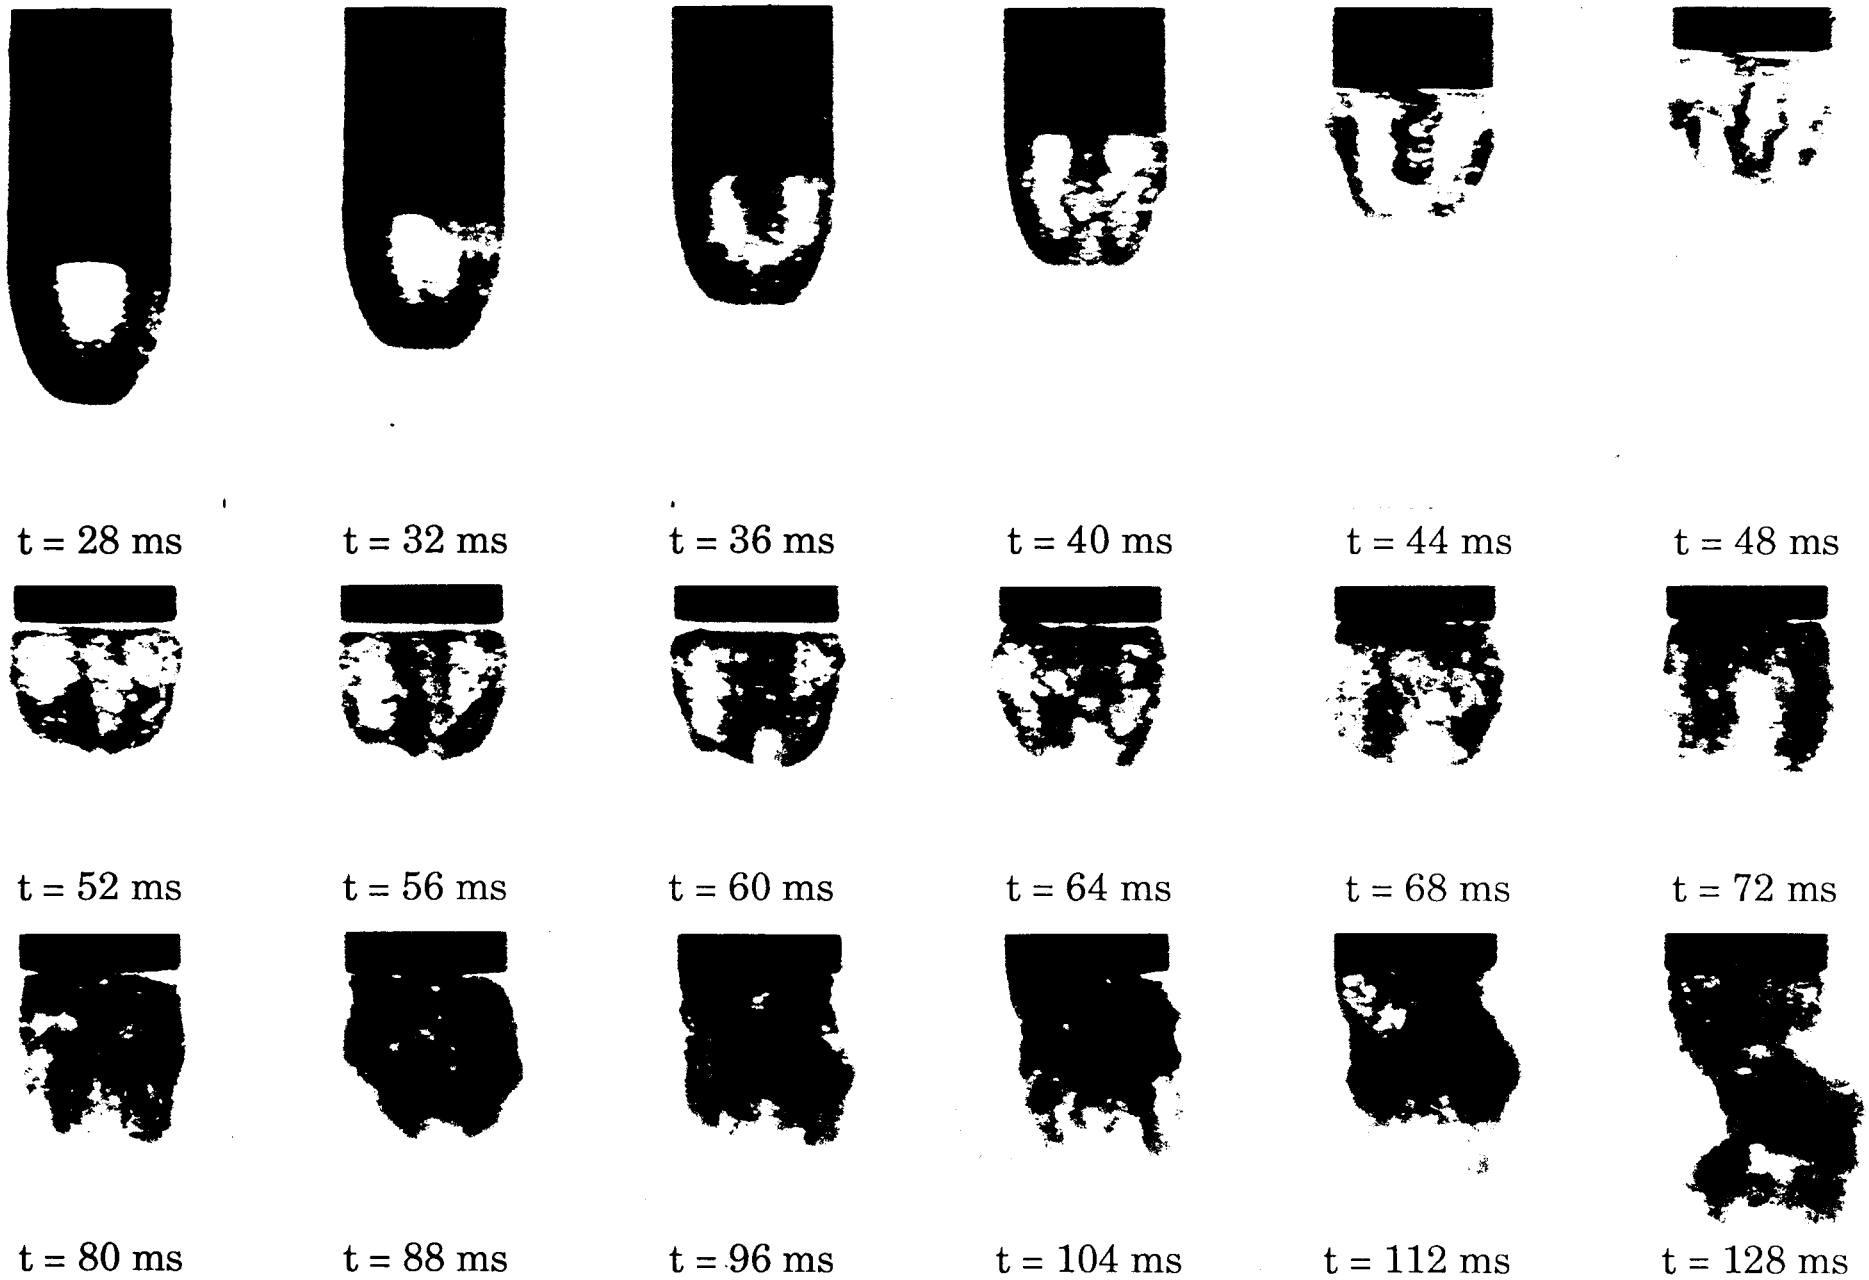 t = 28 ms t = 32 ms t = 36 ms t = 40 ms t = 44 ms t = 48 ms
t = 52 ms t = 56 ms t = 60 ms t = 64 ms t = 68 ms t = 72 ms
t = 80 ms t = 88 ms t = 96 ms t = 104 ms t = 112 ms t = 128 ms